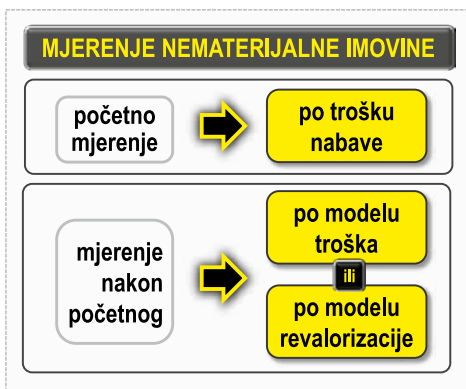 MJERENJE NEMATERIJALNE IMOVINE
početno
mjerenje
po trošku
nabave
mjerenje
nakon
početnog
po modelu
troška
ili
po modelu
revalorizacije